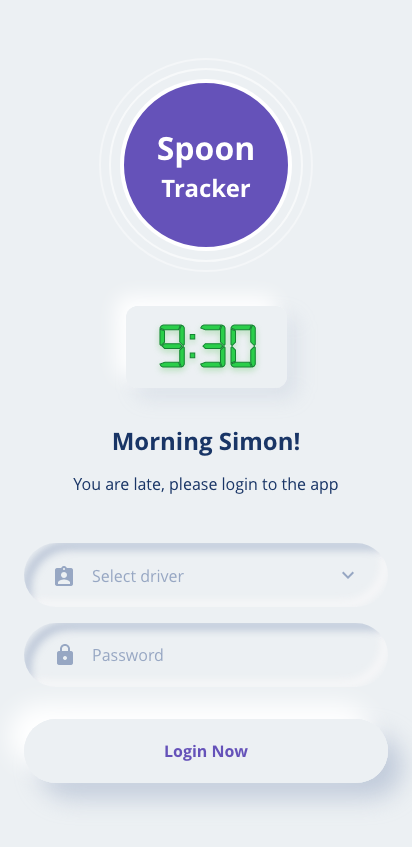 Spoon
Tracker
9:30
Morning Simon!
You are late, please login to the app
Select driver
Password
Login Now